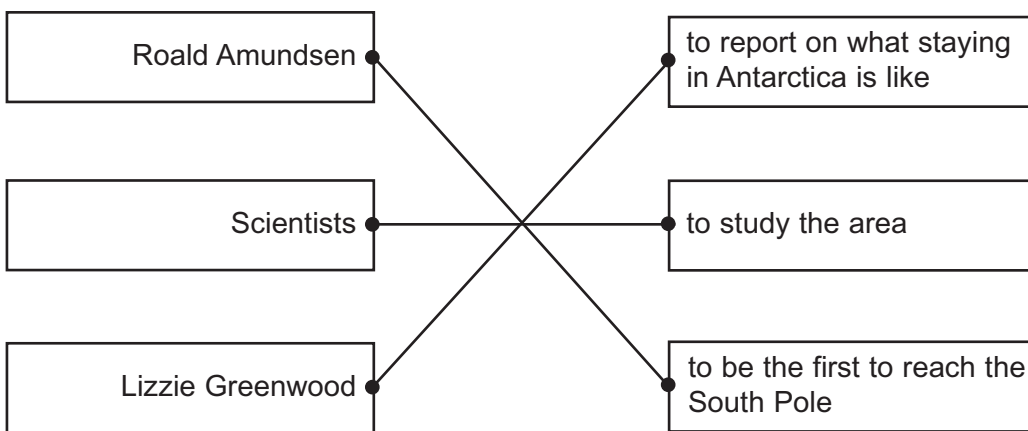 Roald Amundsen
to report on what staying
in Antarctica is like
Scientists
to study the area
Lizzie Greenwood
to be the first to reach the
South Pole